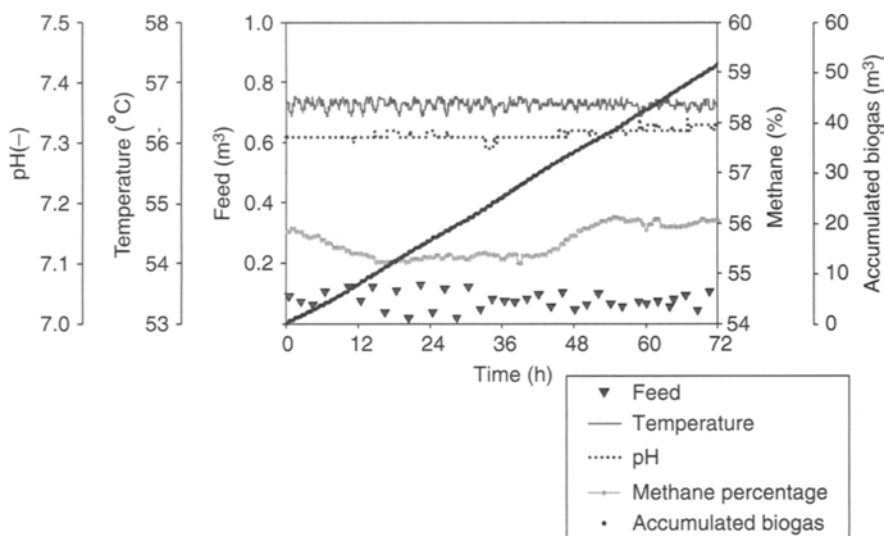 7.5
7.4
7.3
7.2
7.1
7.0
pH(–)
58
57
56
55
54
53
Temperature (°C)
1.0
0.8
0.6
0.4
0.2
Feed (m³)
60
59
58
57
56
55
54
Methane (%)
60
50
40
30
20
10
0
Accumulated biogas (m³)
0 12 24 36 48 60 72
Time (h)
Feed
Temperature
pH
Methane percentage
Accumulated biogas